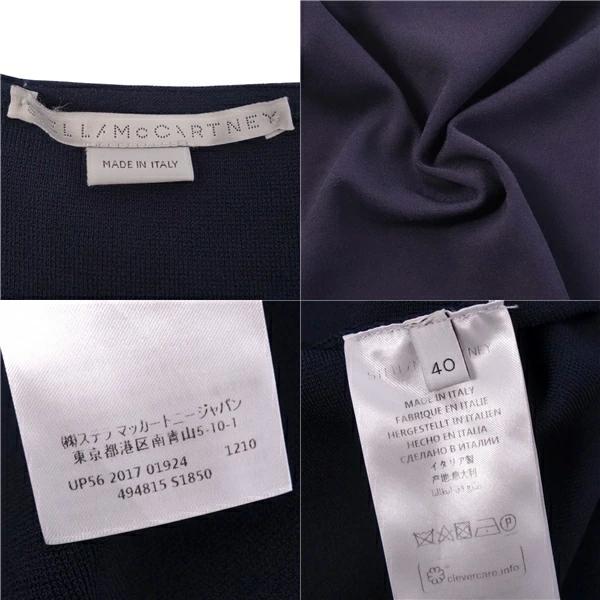 STELLA McCARTNEY
MADE IN ITALY
㈱ステラマッカートニージャパン
東京都港区南青山5-10-1
1210
UP56 2017 01924
494815 S1850
40
MADE IN ITALY
FABRIQUE EN ITALIE
HERGESTELLT IN ITALIEN
HECHO EN ITALIA
СДЕЛАНО В ИТАЛИИ
イタリア製
产地:意大利
clevercare.info